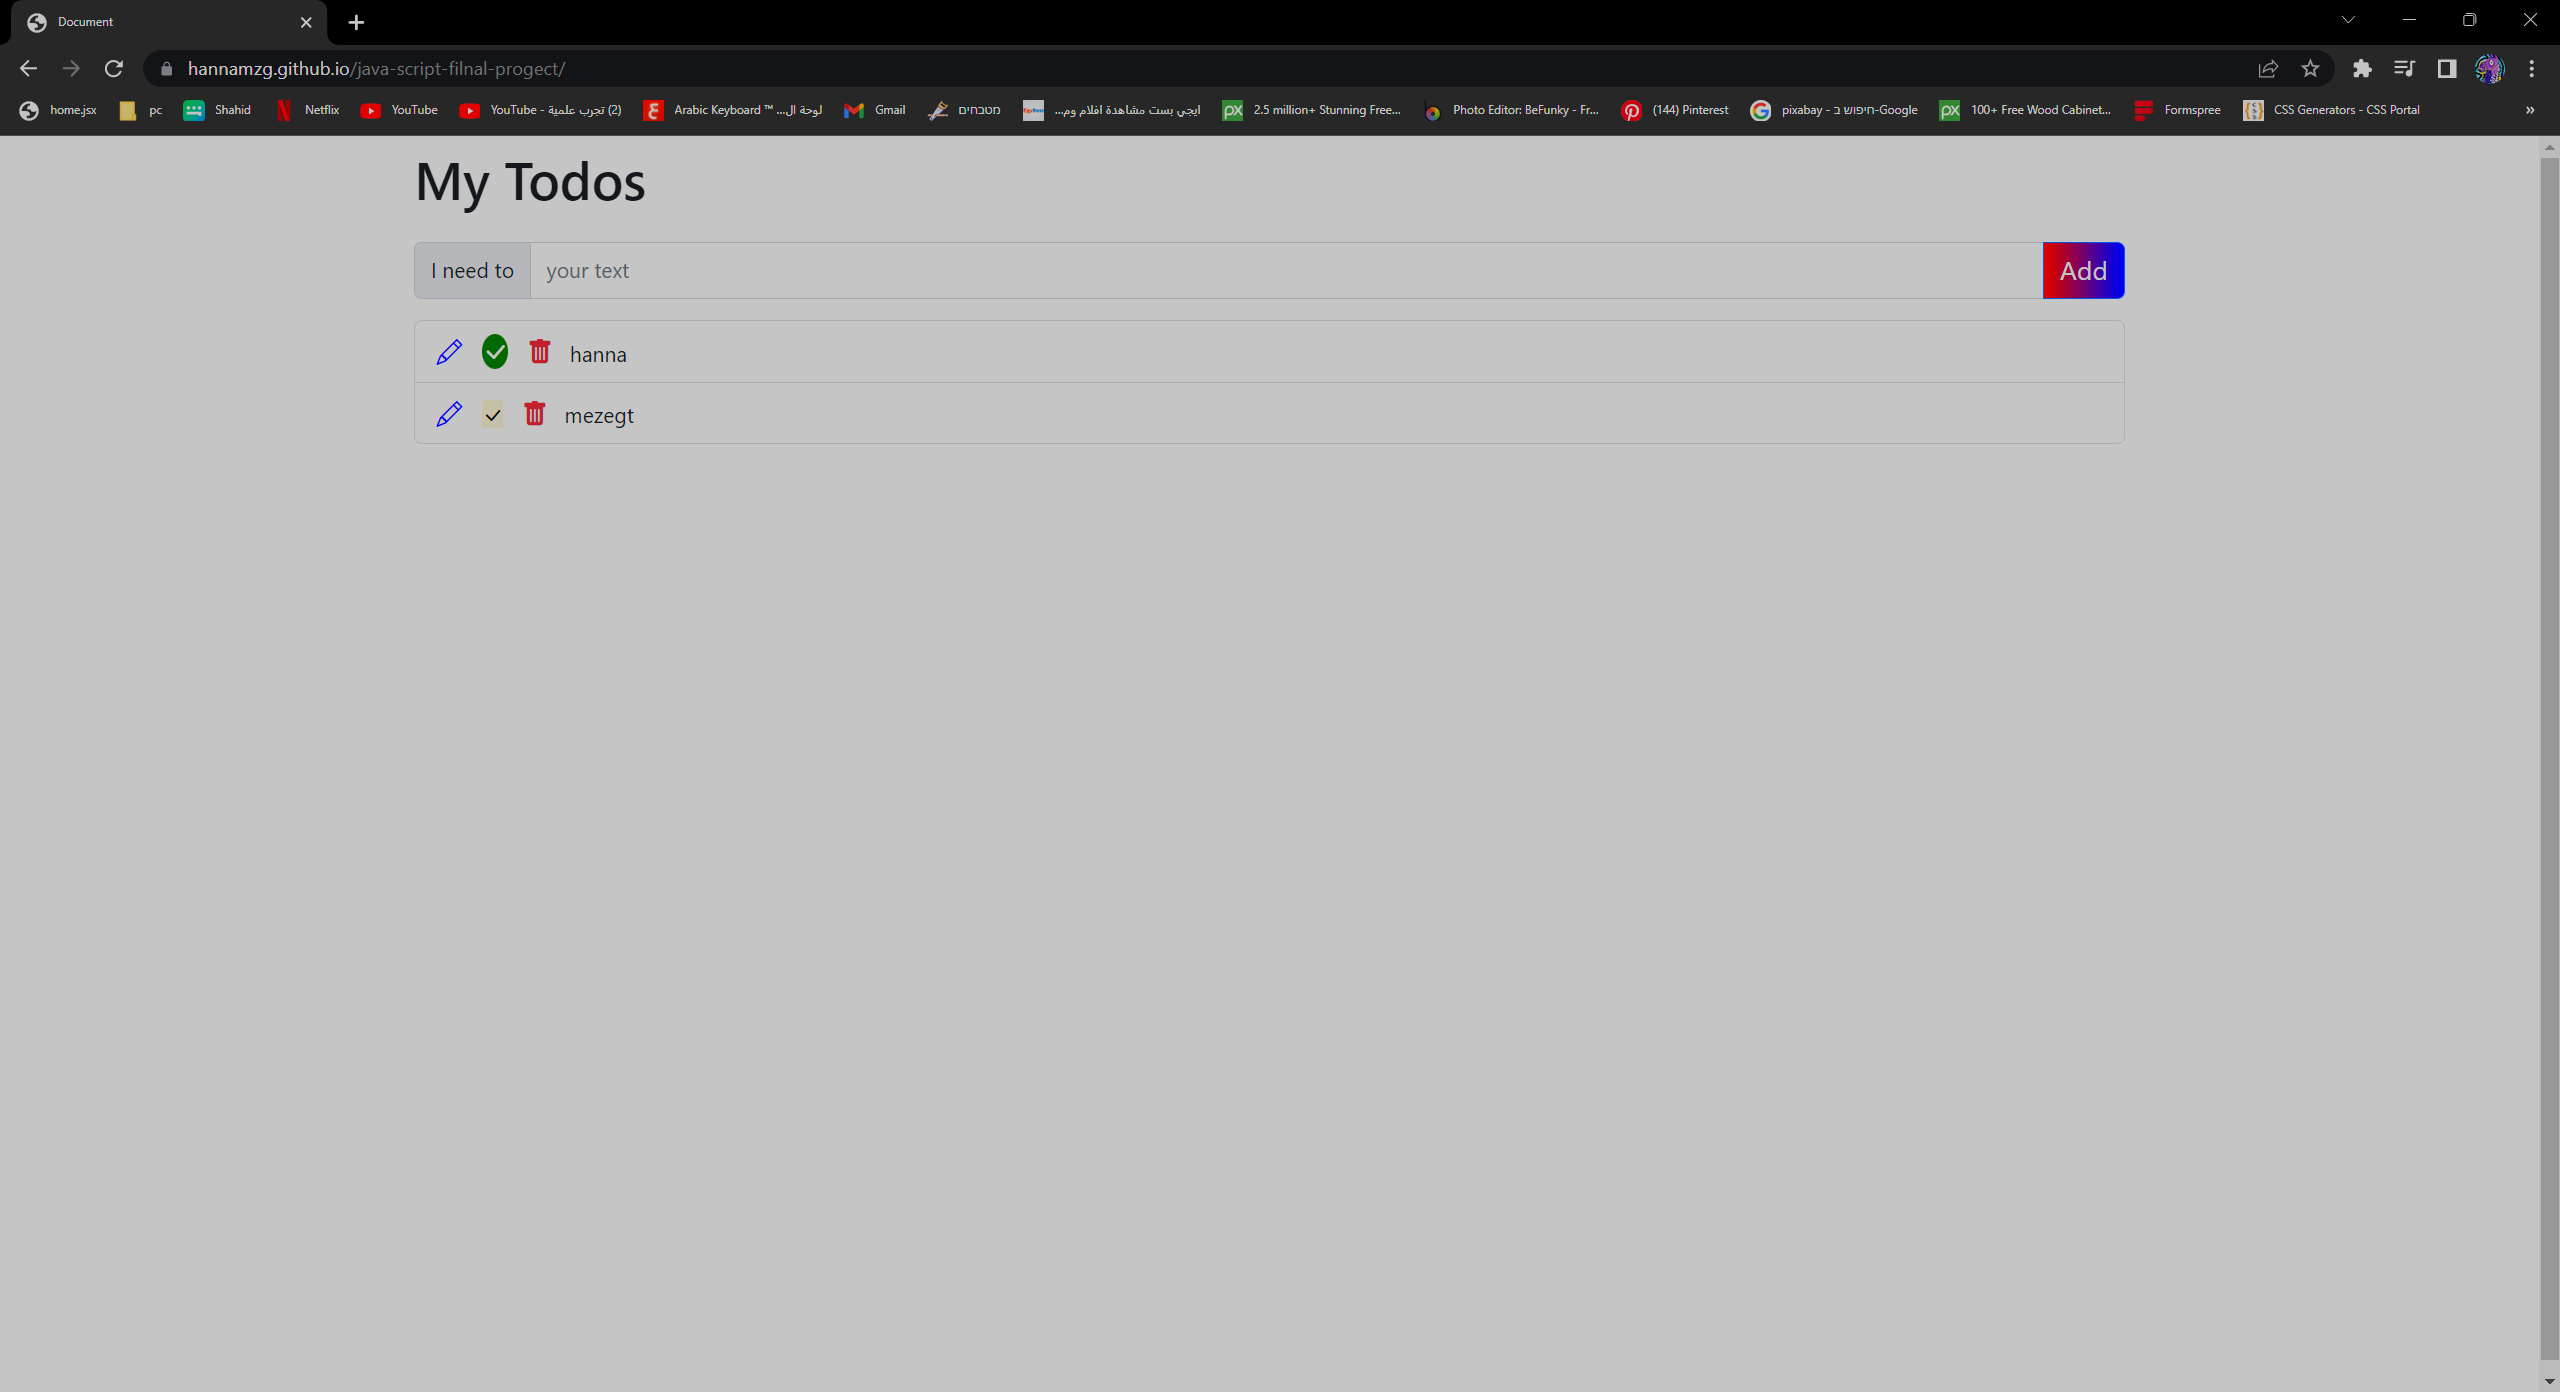 Document
hannamzg.github.io/java-script-filnal-progect/
home.jsx pc Shahid Netflix YouTube YouTube - تجرب علمية (2) Arabic Keyboard ™ لوحة ال... Gmail מטבחים ايجي بست مشاهدة افلام وم... 2.5 million+ Stunning Free... Photo Editor: BeFunky - Fr... (144) Pinterest pixabay - חיפוש ב-Google 100+ Free Wood Cabinet... Formspree CSS Generators - CSS Portal »
My Todos
I need to your text Add
hanna
mezegt